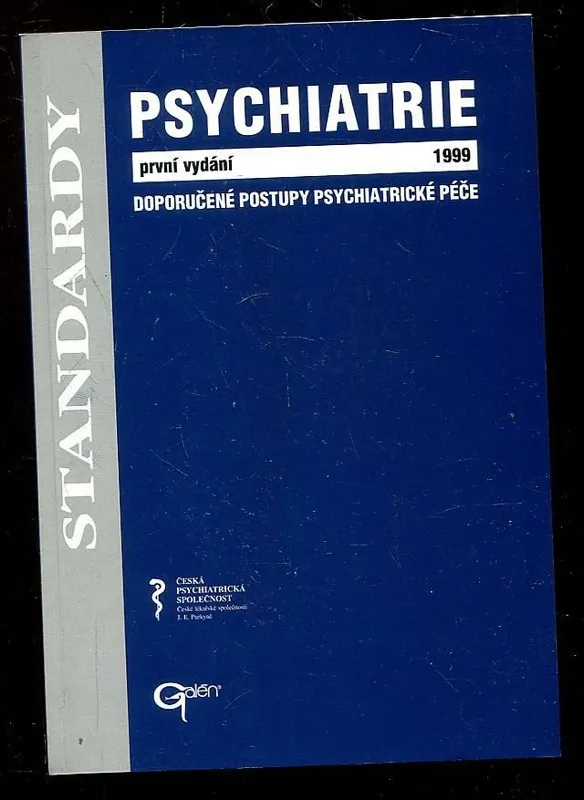 STANDARDY
PSYCHIATRIE
první vydání 1999
DOPORUČENÉ POSTUPY PSYCHIATRICKÉ PÉČE
ČESKÁ
PSYCHIATRICKÁ
SPOLEČNOST
České lékařské společnosti
J. E. Purkyně
Galén®